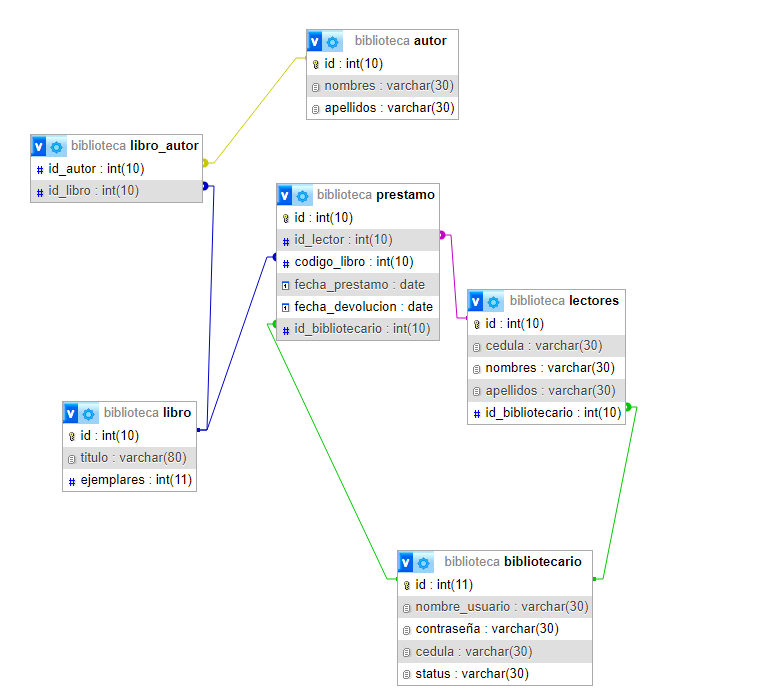 biblioteca autor
id : int(10)
nombres : varchar(30)
apellidos : varchar(30)
biblioteca libro_autor
id_autor : int(10)
id_libro : int(10)
biblioteca prestamo
id : int(10)
id_lector : int(10)
codigo_libro : int(10)
fecha_prestamo : date
fecha_devolucion : date
id_bibliotecario : int(10)
biblioteca lectores
id : int(10)
cedula : varchar(30)
nombres : varchar(30)
apellidos : varchar(30)
id_bibliotecario : int(10)
biblioteca libro
id : int(10)
titulo : varchar(80)
ejemplares : int(11)
biblioteca bibliotecario
id : int(11)
nombre_usuario : varchar(30)
contraseña : varchar(30)
cedula : varchar(30)
status : varchar(30)